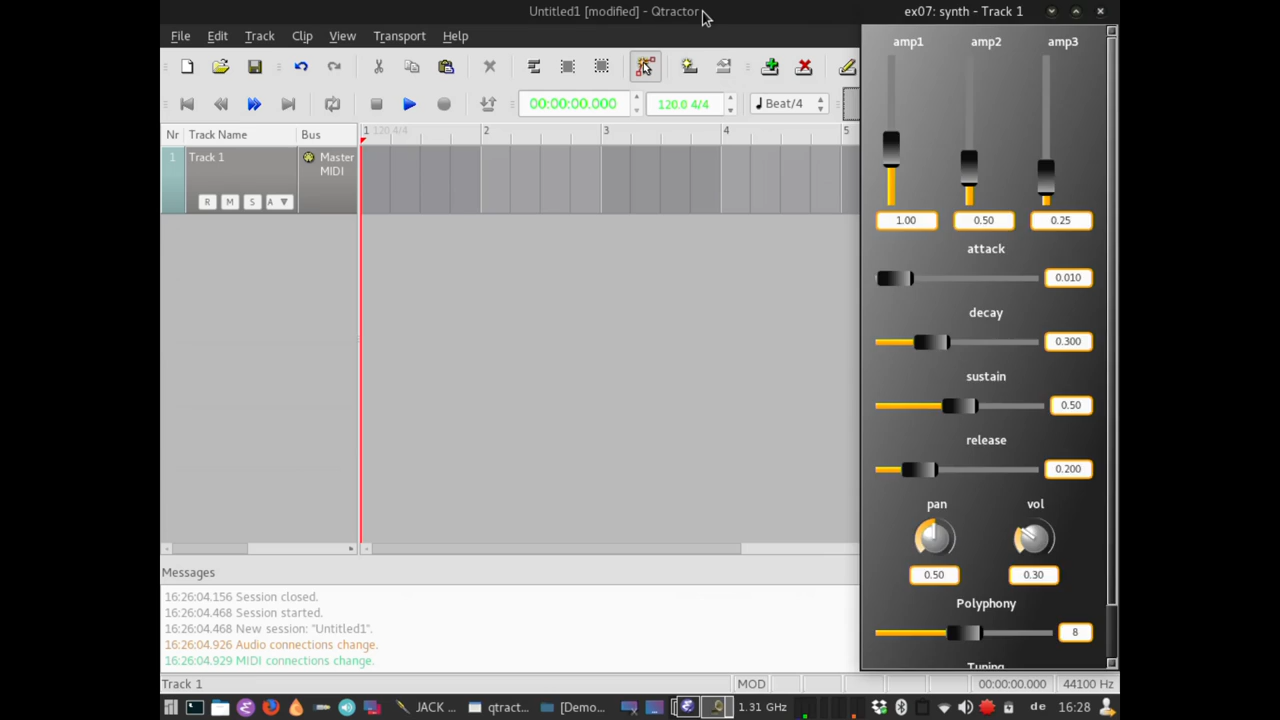 Untitled1 [modified] - Qtractor
ex07: synth - Track 1
File Edit Track Clip View Transport Help
00:00:00.000
120.0 4/4
Beat/4
Nr Track Name Bus
1 120.4/4 2 3 4 5
1 Track 1 Master
MIDI
R M S A
amp1 amp2 amp3
1.00 0.50 0.25
attack
0.010
decay
0.300
sustain
0.50
release
0.200
pan vol
0.50 0.30
Polyphony
8
Tuning
Messages
16:26:04.156 Session closed.
16:26:04.468 Session started.
16:26:04.468 New session: "Untitled1".
16:26:04.926 Audio connections change.
16:26:04.929 MIDI connections change.
Track 1 MOD 00:00:00.000 44100 Hz
JACK ... qtract... [Demo... 1.31 GHz de 16:28